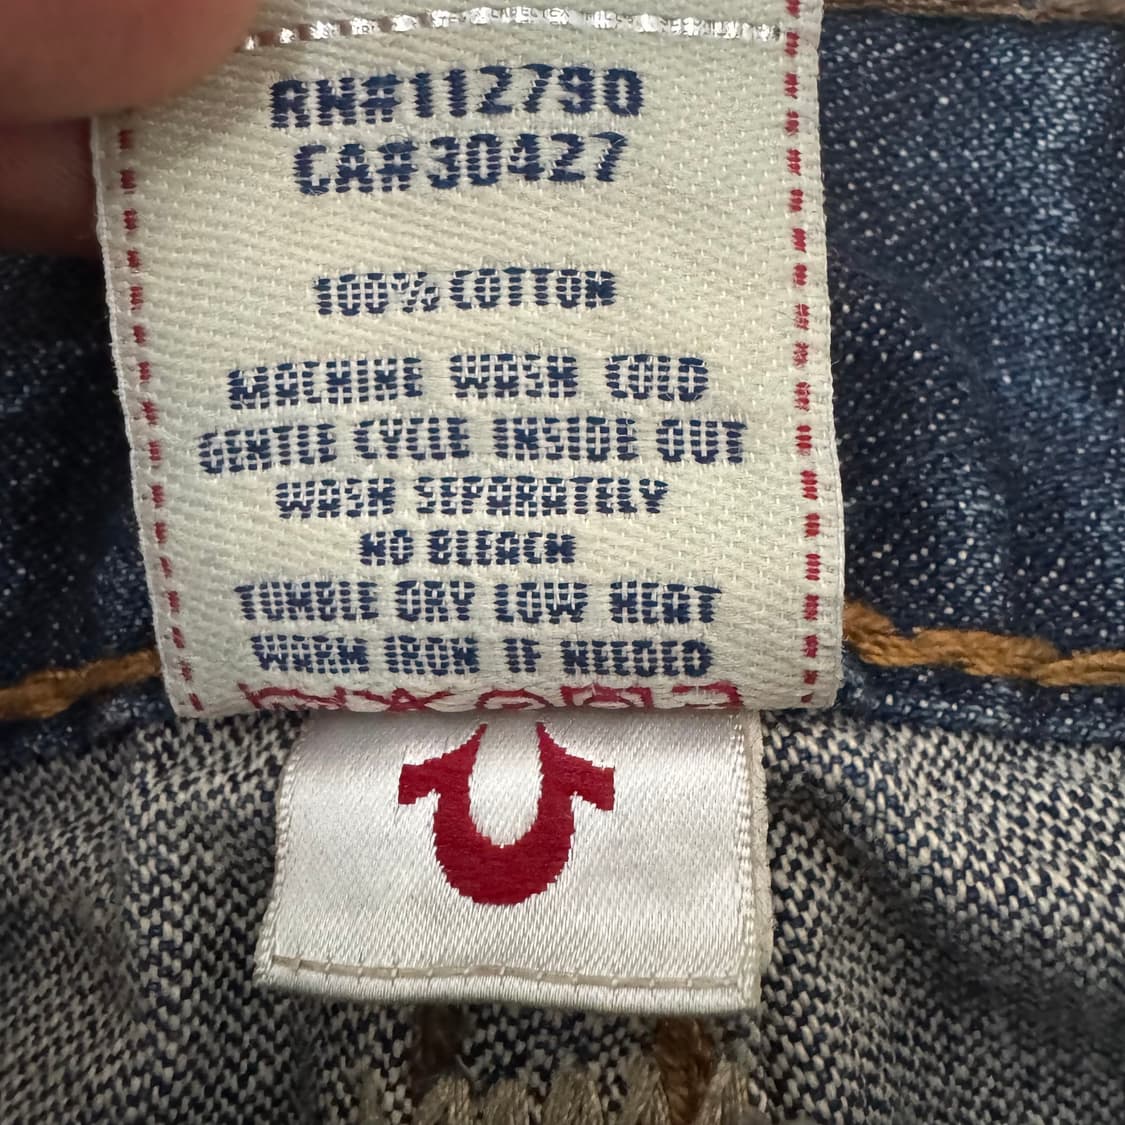 RN#112790
CA#30427
100% COTTON
MACHINE WASH COLD
GENTLE CYCLE INSIDE OUT
WASH SEPARATELY
NO BLEACH
TUMBLE DRY LOW HEAT
WARM IRON IF NEEDED